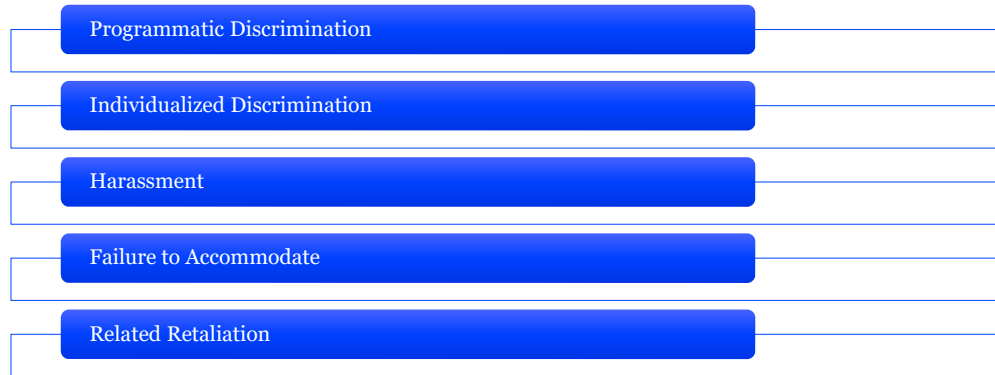 Programmatic Discrimination
Individualized Discrimination
Harassment
Failure to Accommodate
Related Retaliation